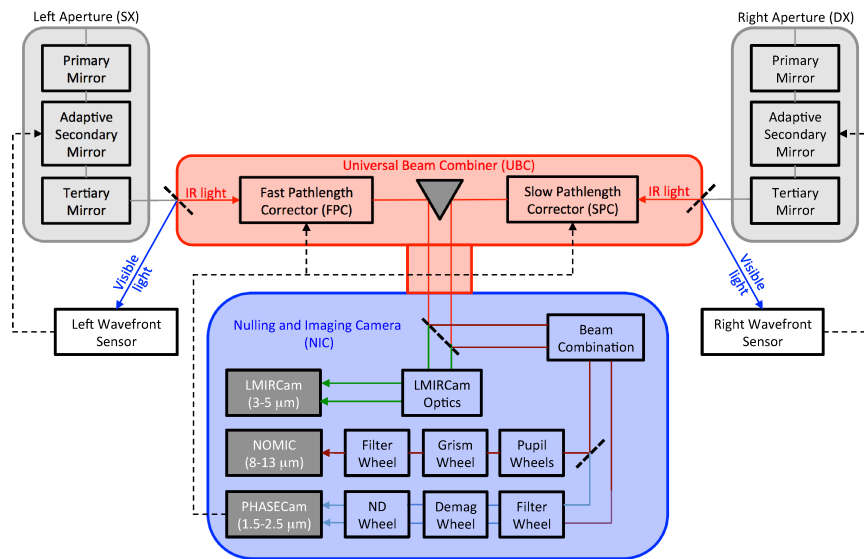 Left Aperture (SX)
Right Aperture (DX)
Primary
Mirror
Adaptive
Secondary
Mirror
Tertiary
Mirror
Primary
Mirror
Adaptive
Secondary
Mirror
Tertiary
Mirror
Universal Beam Combiner (UBC)
IR light
Fast Pathlength
Corrector (FPC)
Slow Pathlength
Corrector (SPC)
IR light
Visible
light
Visible
light
Left Wavefront
Sensor
Right Wavefront
Sensor
Nulling and Imaging Camera
(NIC)
Beam
Combination
LMIRCam
(3-5 μm)
LMIRCam
Optics
NOMIC
(8-13 μm)
Filter
Wheel
Grism
Wheel
Pupil
Wheels
PHASECam
(1.5-2.5 μm)
ND
Wheel
Demag
Wheel
Filter
Wheel